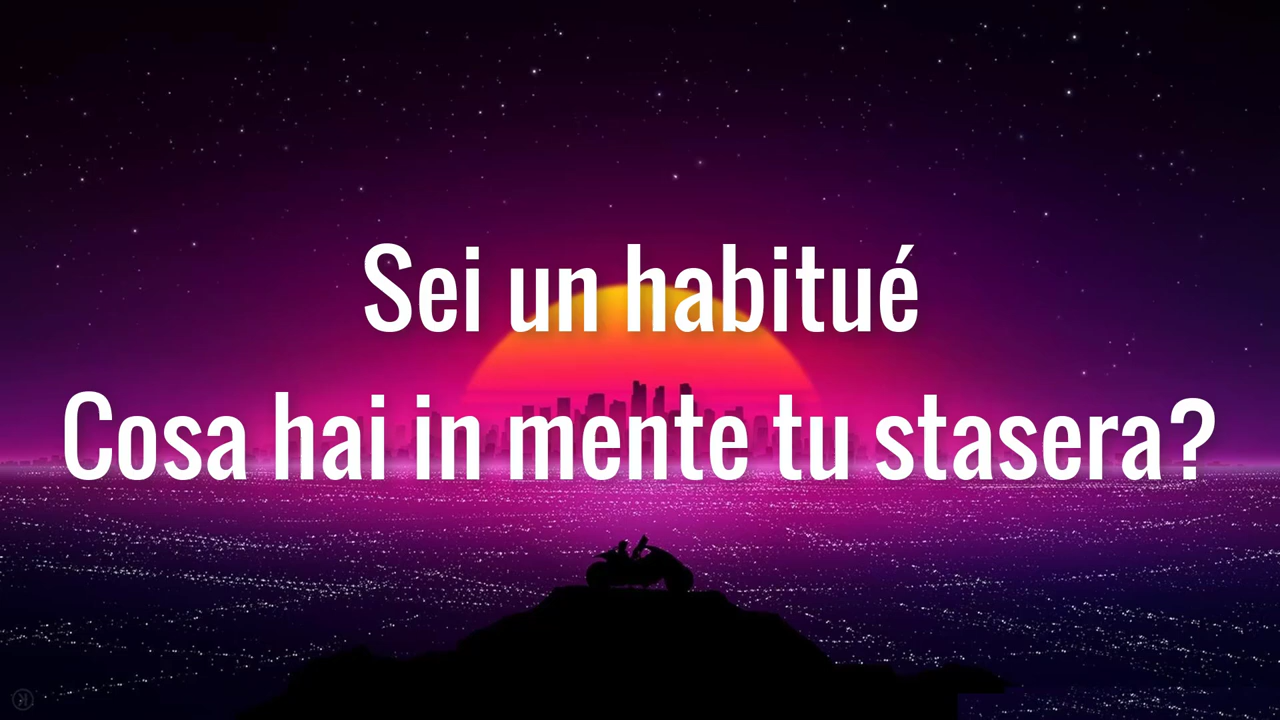 Sei un habitué
Cosa hai in mente tu stasera?